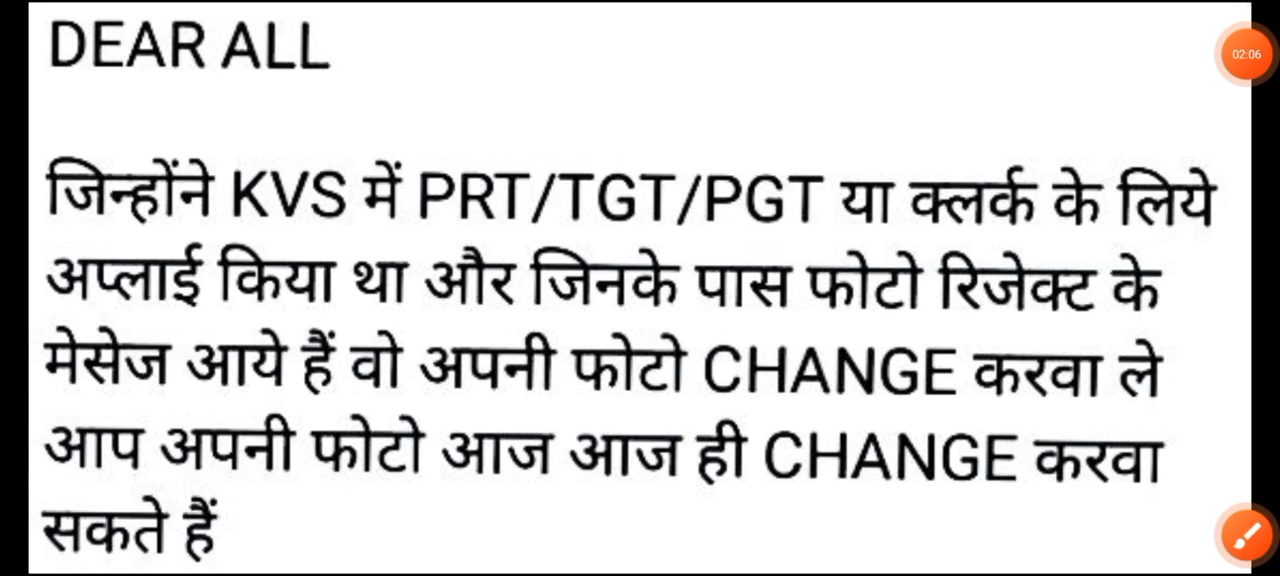 DEAR ALL
02:06
जिन्होंने KVS में PRT/TGT/PGT या क्लर्क के लिये
अप्लाई किया था और जिनके पास फोटो रिजेक्ट के
मेसेज आये हैं वो अपनी फोटो CHANGE करवा ले
आप अपनी फोटो आज आज ही CHANGE करवा
सकते हैं